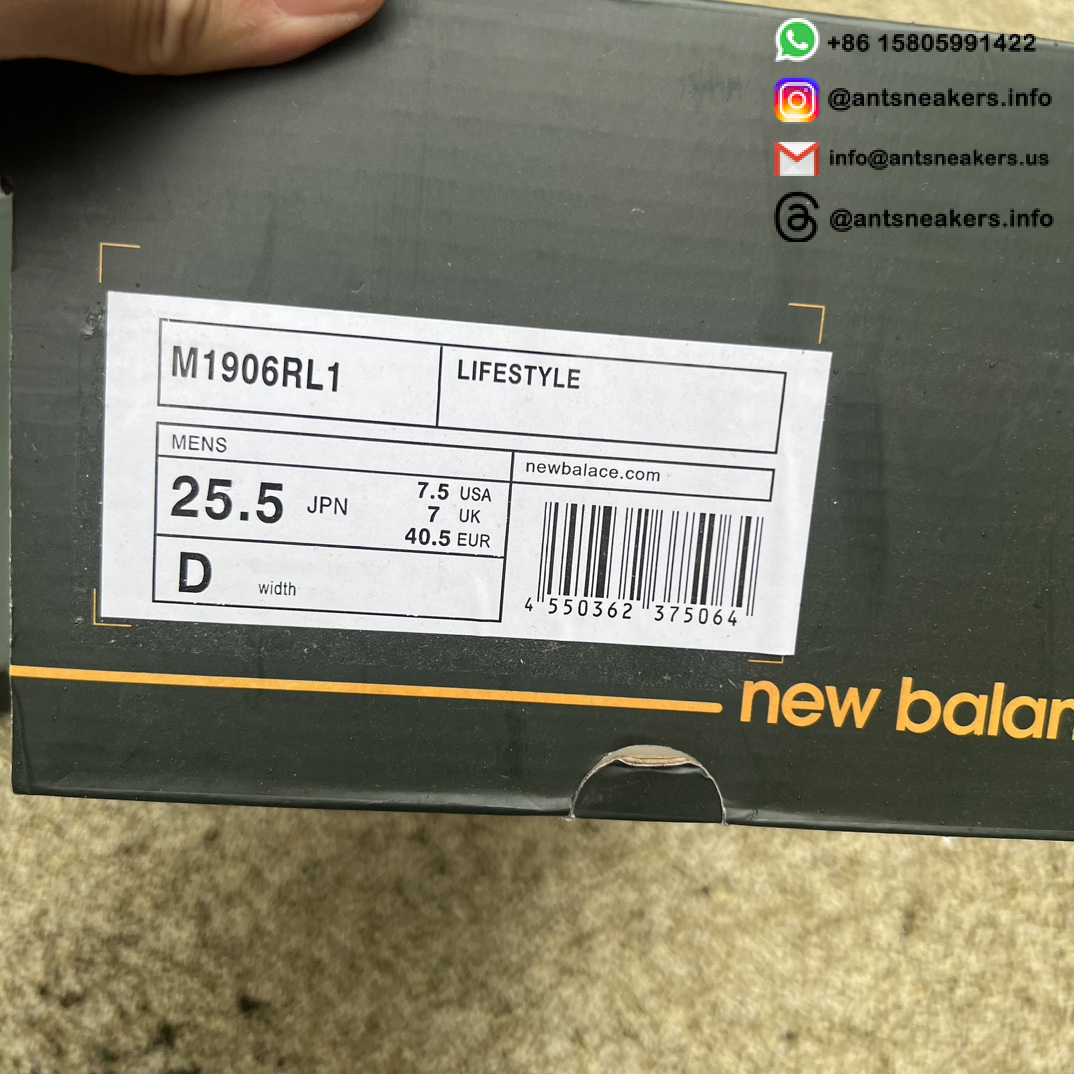 +86 15805991422
@antsneakers.info
info@antsneakers.us
@antsneakers.info
M1906RL1
LIFESTYLE
MENS
newbalace.com
25.5 JPN
7.5 USA
7 UK
40.5 EUR
D width
4 550362 375064
new balan